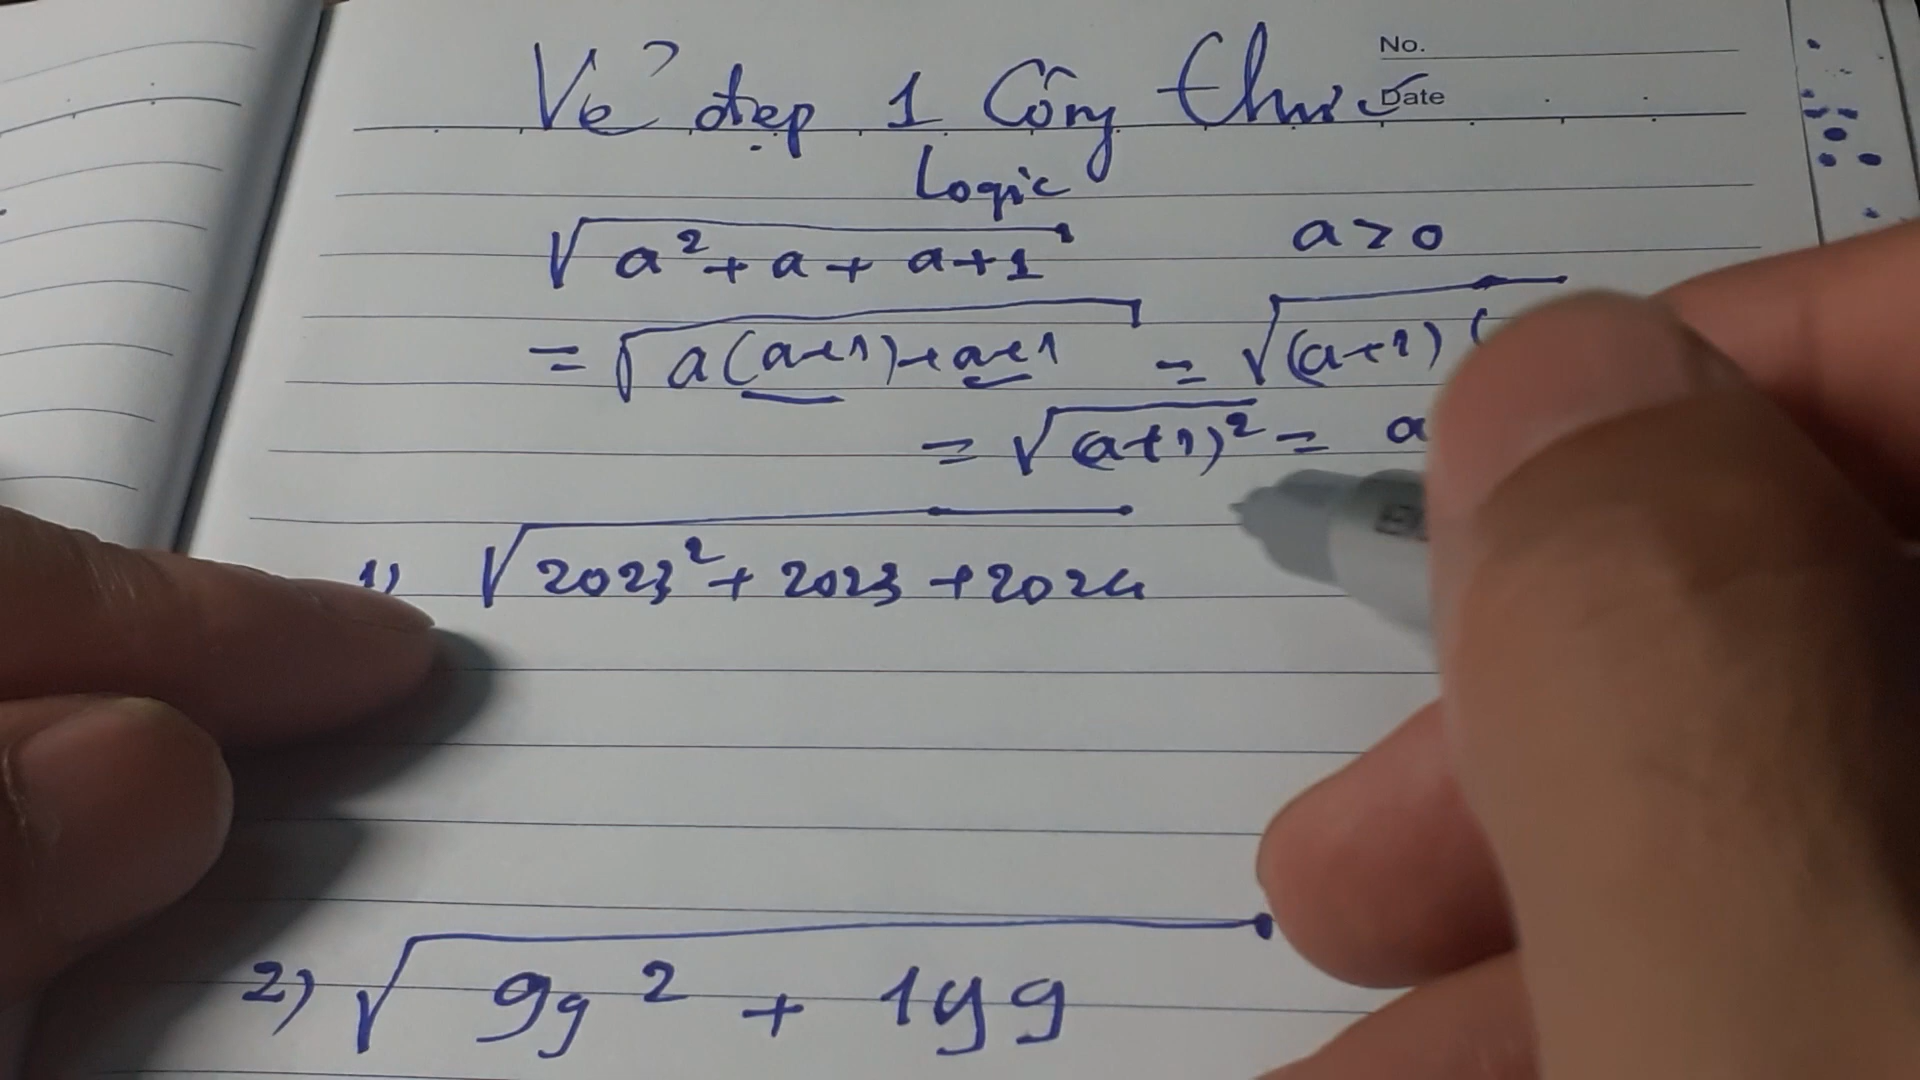 No.
Vẻ đẹp 1 Công thức
Date
Logic
√a² + a + a+1 a > 0
= √a(a+1)+a+1 = √(a+1)(
= √(a+1)² = a
1) √2023² + 2023 + 2024
2) √99² + 199